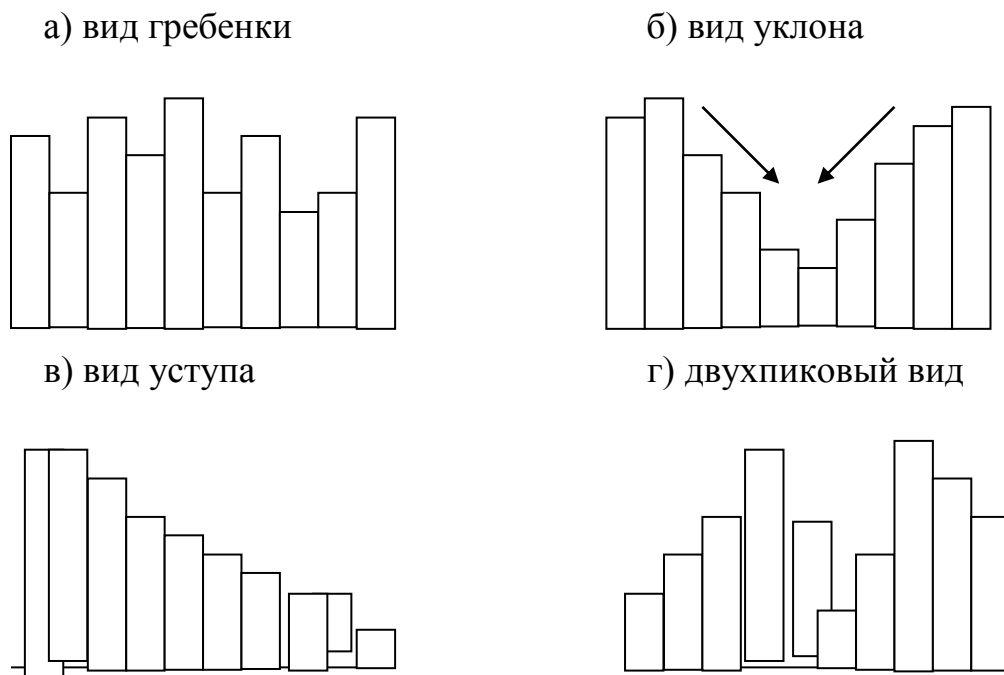 а) вид гребенки
б) вид уклона
в) вид уступа
г) двухпиковый вид